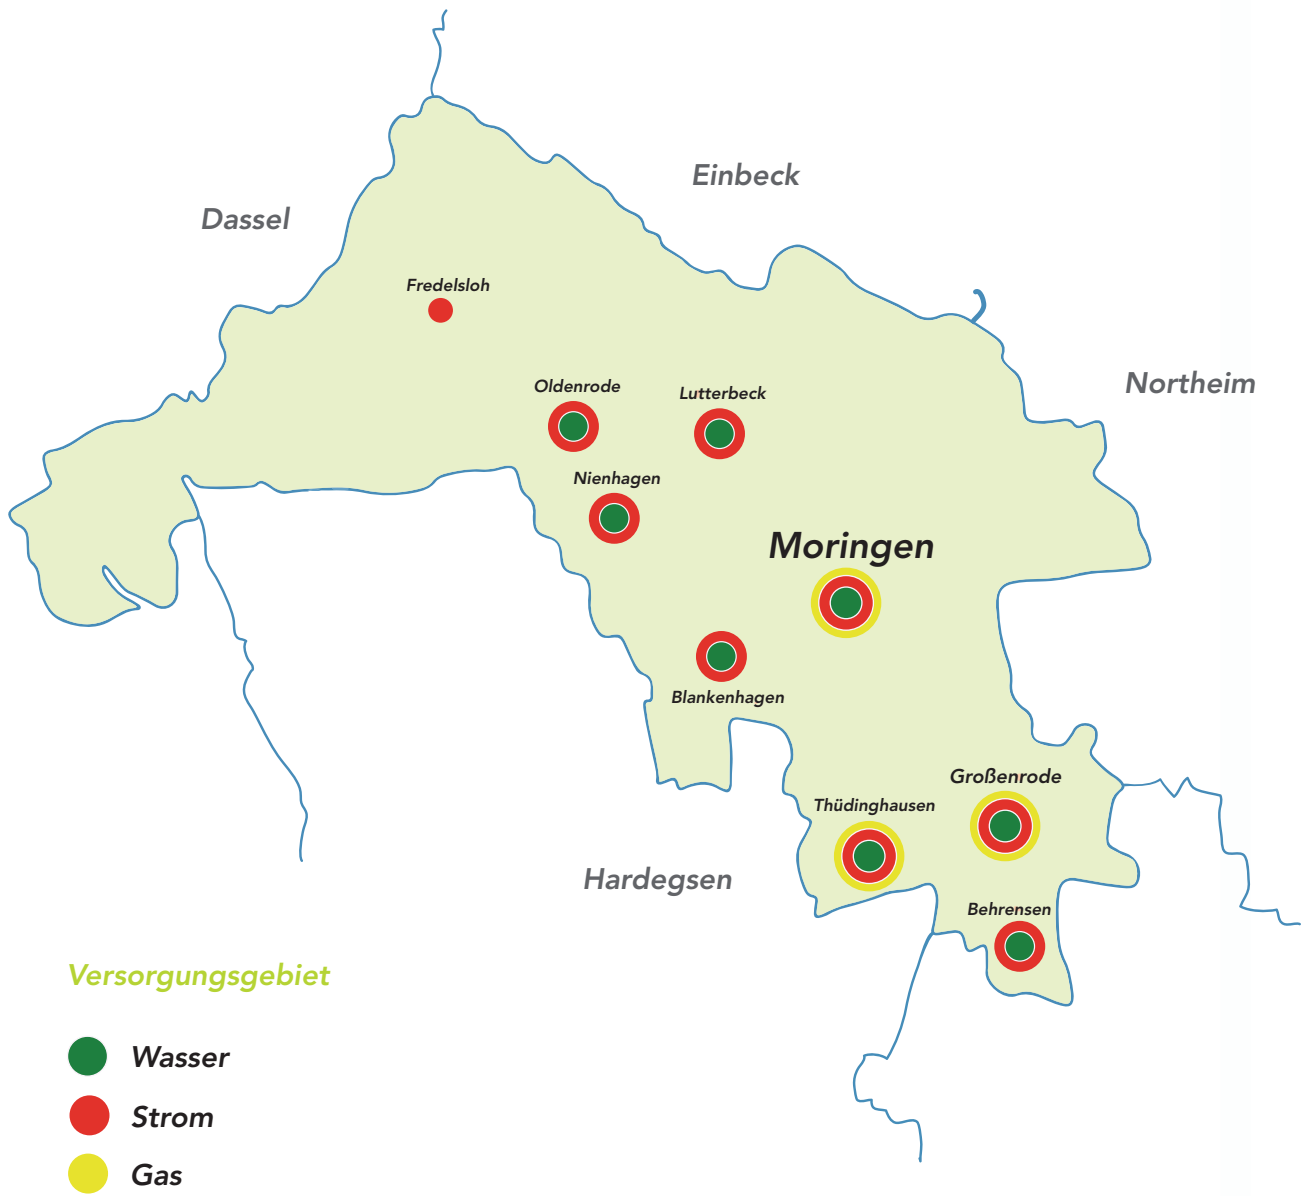 Einbeck
Dassel
Fredelsloh
Northeim
Oldenrode
Lutterbeck
Nienhagen
Moringen
Blankenhagen
Großenrode
Thüdinghausen
Hardegsen
Behrensen
Versorgungsgebiet
Wasser
Strom
Gas